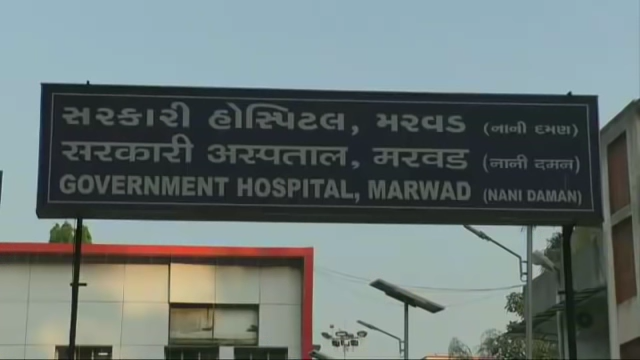 સરકારી હોસ્પિટલ, મરવડ (નાની દમણ)
सरकारी अस्पताल, मरवड (नानी दमन)
GOVERNMENT HOSPITAL, MARWAD (NANI DAMAN)